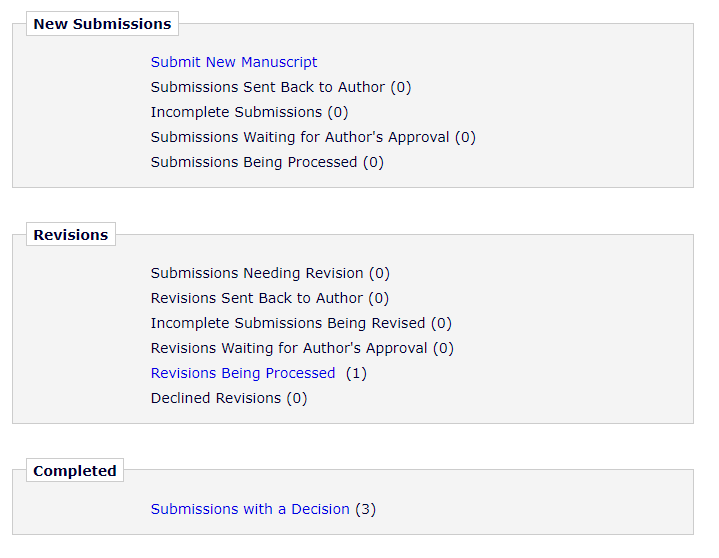 New Submissions
Submit New Manuscript
Submissions Sent Back to Author (0)
Incomplete Submissions (0)
Submissions Waiting for Author's Approval (0)
Submissions Being Processed (0)
Revisions
Submissions Needing Revision (0)
Revisions Sent Back to Author (0)
Incomplete Submissions Being Revised (0)
Revisions Waiting for Author's Approval (0)
Revisions Being Processed (1)
Declined Revisions (0)
Completed
Submissions with a Decision (3)